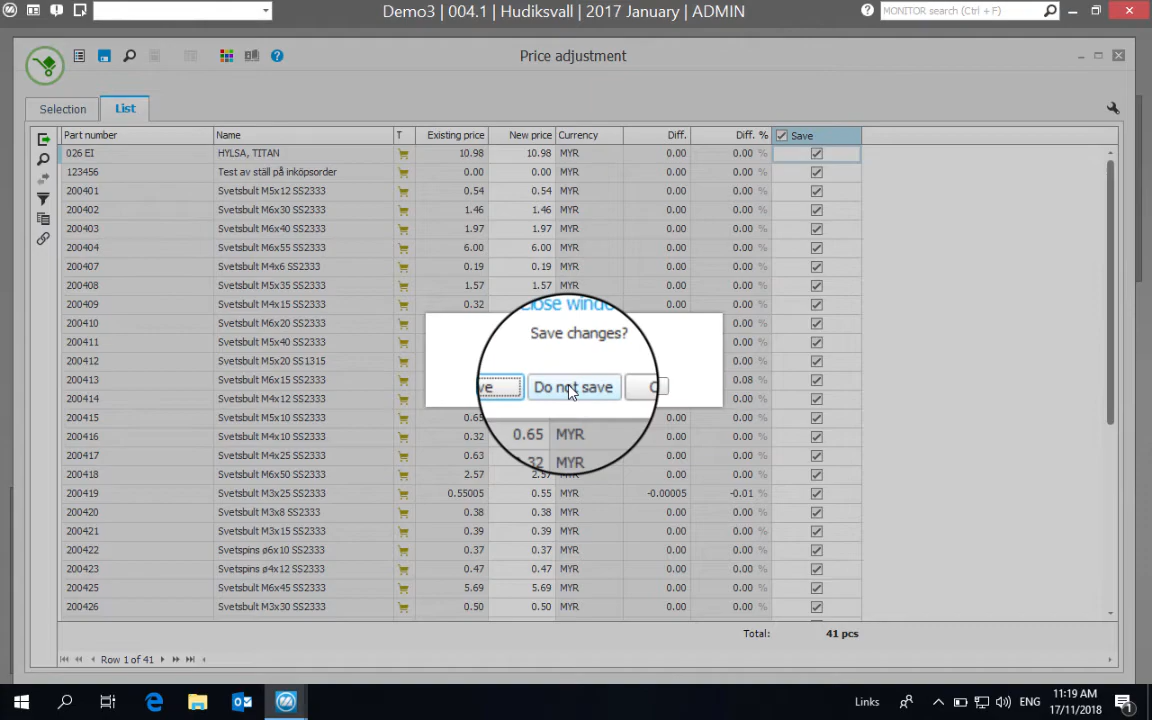 Demo3 | 004.1 | Hudiksvall | 2017 January | ADMIN
MONITOR search (Ctrl + F)
Price adjustment
Selection List
Part number Name T Existing price New price Currency Diff. Diff. % Save
026 EI HYLSA, TITAN 10.98 10.98 MYR 0.00 0.00 %
123456 Test av ställ på inköpsorder 0.00 0.00 MYR 0.00 0.00 %
200401 Svetsbult M5x12 SS2333 0.54 0.54 MYR 0.00 0.00 %
200402 Svetsbult M6x30 SS2333 1.46 1.46 MYR 0.00 0.00 %
200403 Svetsbult M6x40 SS2333 1.97 1.97 MYR 0.00 0.00 %
200404 Svetsbult M6x55 SS2333 6.00 6.00 MYR 0.00 0.00 %
200407 Svetsbult M4x6 SS2333 0.19 0.19 MYR 0.00 0.00 %
200408 Svetsbult M5x35 SS2333 1.57 1.57 MYR 0.00 0.00 %
200409 Svetsbult M4x15 SS2333 0.32 0.00 0.00 %
200410 Svetsbult M6x20 SS2333
200411 Svetsbult M5x40 SS2333
200412 Svetsbult M5x20 SS1315
200413 Svetsbult M6x15 SS2333 0.08 %
200414 Svetsbult M4x12 SS2333
200415 Svetsbult M5x10 SS2333 0.00 0.00 %
200416 Svetsbult M4x10 SS2333 0.32 0.00 0.00 %
200417 Svetsbult M4x25 SS2333 0.63 0.00 0.00 %
200418 Svetsbult M6x50 SS2333 2.57 MYR 0.00 0.00 %
200419 Svetsbult M3x25 SS2333 0.55005 0.55 MYR -0.00005 -0.01 %
200420 Svetsbult M3x8 SS2333 0.38 0.38 MYR 0.00 0.00 %
200421 Svetsbult M3x15 SS2333 0.39 0.39 MYR 0.00 0.00 %
200422 Svetspins ø6x10 SS2333 0.37 0.37 MYR 0.00 0.00 %
200423 Svetspins ø4x12 SS2333 0.47 0.47 MYR 0.00 0.00 %
200425 Svetsbult M6x45 SS2333 5.69 5.69 MYR 0.00 0.00 %
200426 Svetsbult M3x30 SS2333 0.50 0.50 MYR 0.00 0.00 %
Save changes?
Do not save
0.65 MYR
MYR
Total: 41 pcs
Row 1 of 41
Links ENG 11:19 AM
17/11/2018
1